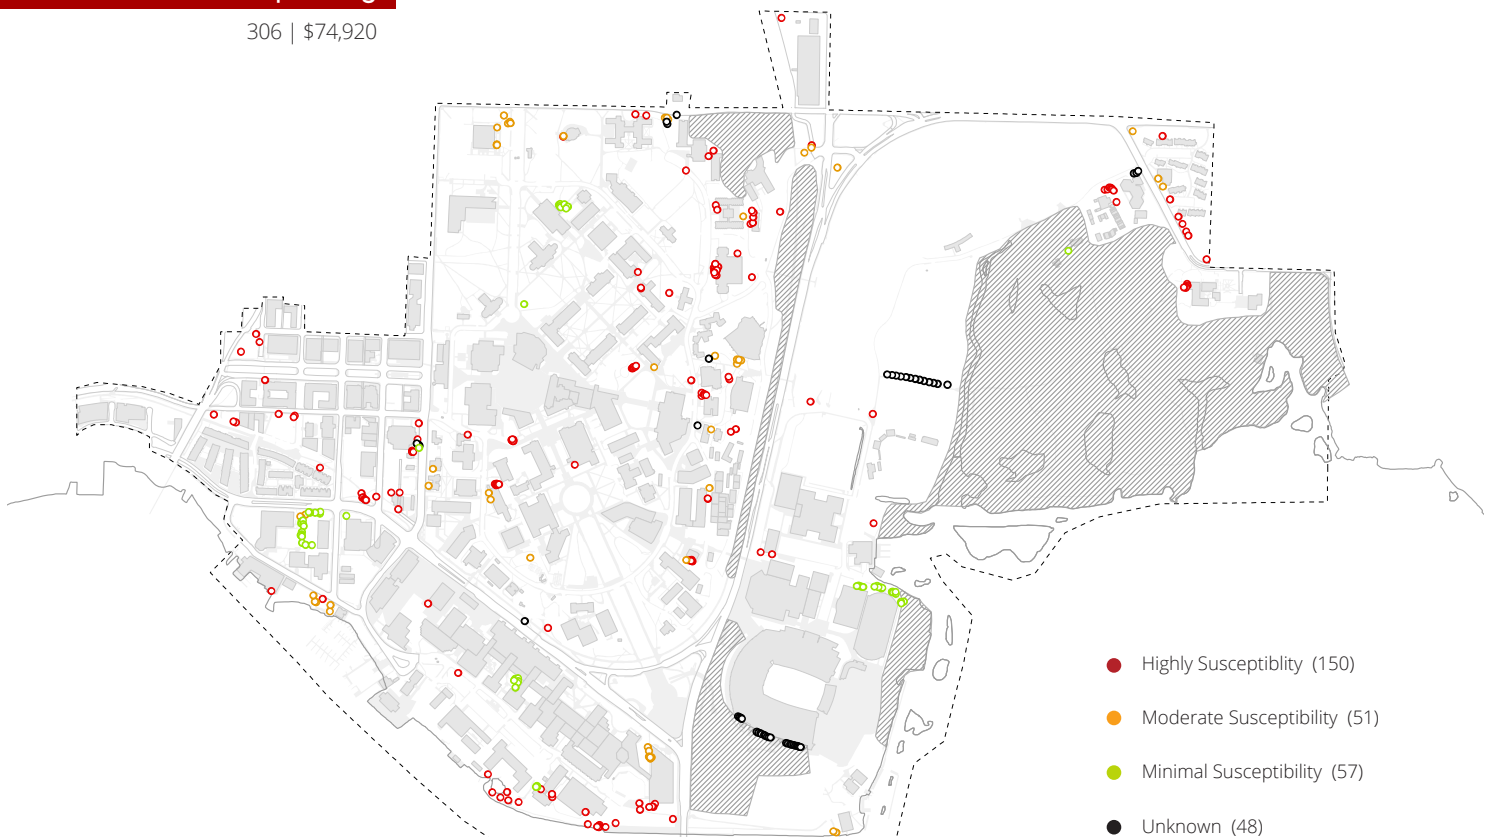 306 | $74,920
Highly Susceptiblity (150)
Moderate Susceptibility (51)
Minimal Susceptibility (57)
Unknown (48)